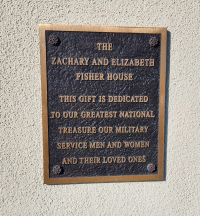 THE
ZACHARY AND ELIZABETH
FISHER HOUSE
THIS GIFT IS DEDICATED
TO OUR GREATEST NATIONAL
TREASURE OUR MILITARY
SERVICE MEN AND WOMEN
AND THEIR LOVED ONES